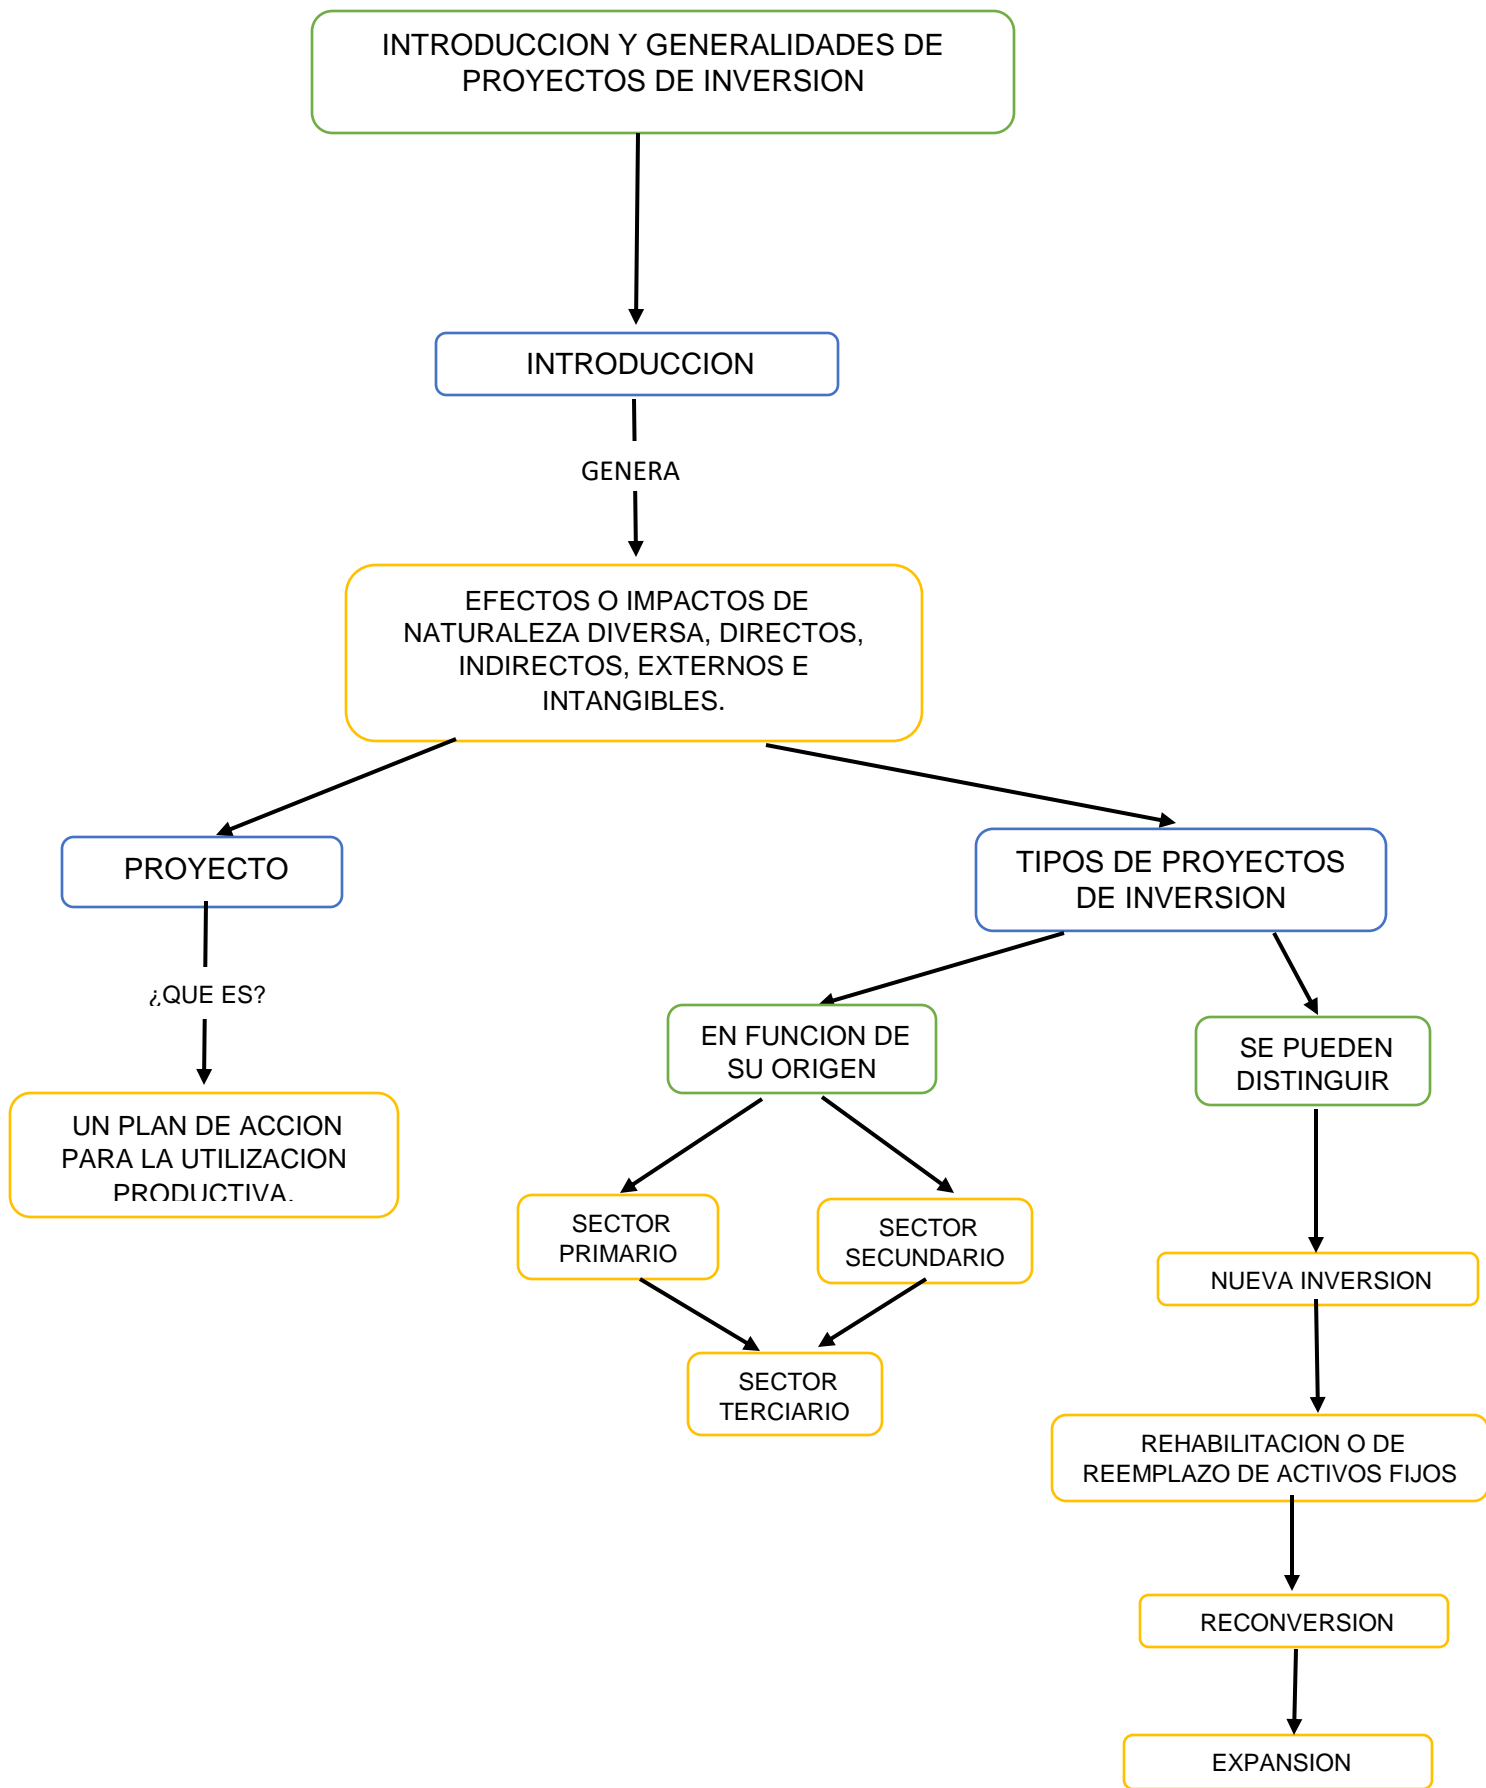 INTRODUCCION Y GENERALIDADES DE
PROYECTOS DE INVERSION
INTRODUCCION
GENERA
EFECTOS O IMPACTOS DE
NATURALEZA DIVERSA, DIRECTOS,
INDIRECTOS, EXTERNOS E
INTANGIBLES.
PROYECTO
¿QUE ES?
UN PLAN DE ACCION
PARA LA UTILIZACION
PRODUCTIVA.
TIPOS DE PROYECTOS
DE INVERSION
EN FUNCION DE
SU ORIGEN
SECTOR
PRIMARIO
SECTOR
SECUNDARIO
SECTOR
TERCIARIO
SE PUEDEN
DISTINGUIR
NUEVA INVERSION
REHABILITACION O DE
REEMPLAZO DE ACTIVOS FIJOS
RECONVERSION
EXPANSION